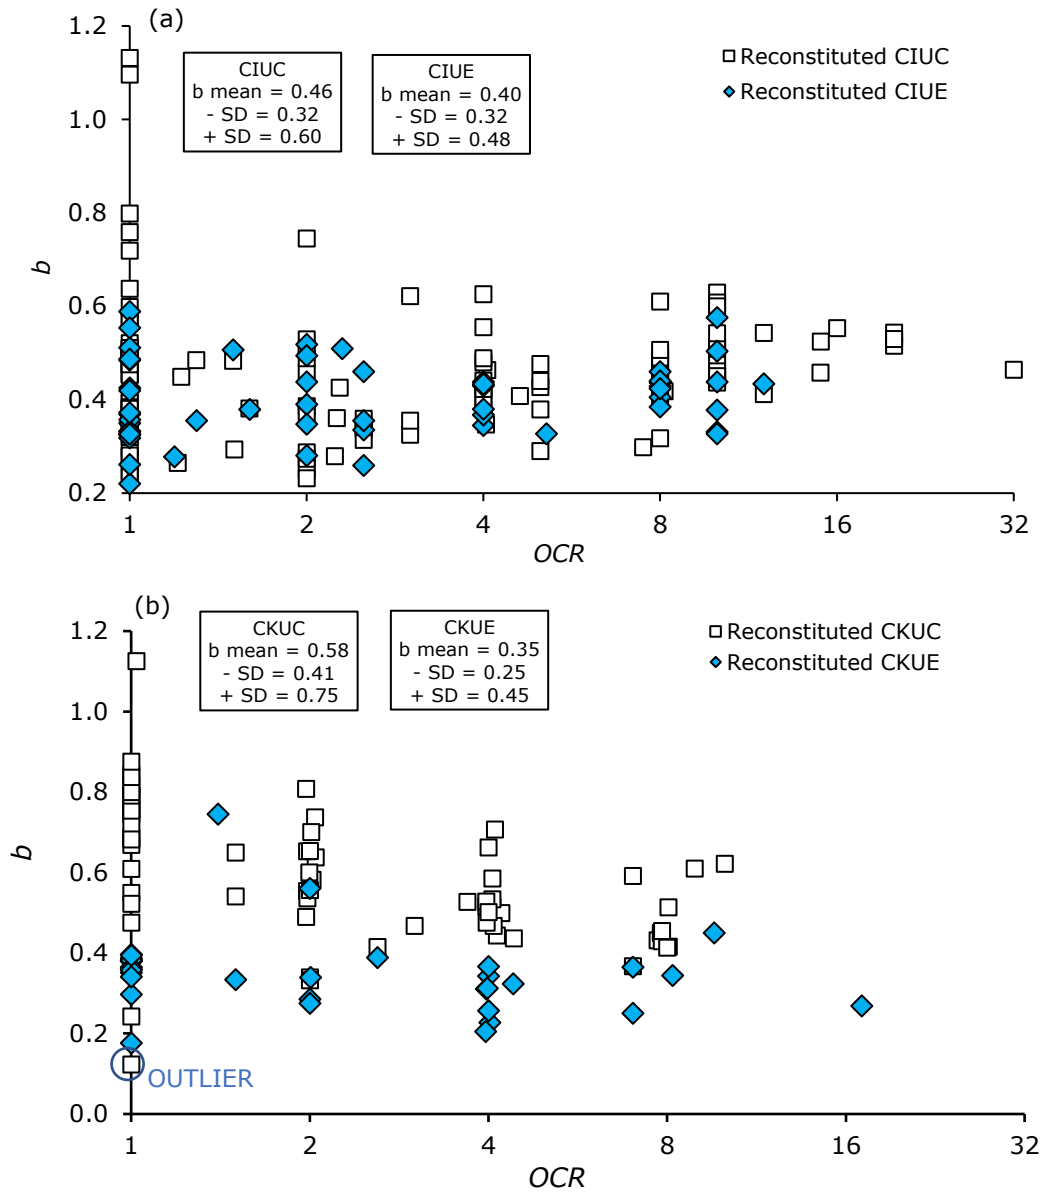 (a)
1.2
1.0
0.8
0.6
0.4
0.2
b
CIUC
b mean = 0.46
- SD = 0.32
+ SD = 0.60
CIUE
b mean = 0.40
- SD = 0.32
+ SD = 0.48
Reconstituted CIUC
Reconstituted CIUE
1 2 4 8 16 32
OCR
(b)
1.2
1.0
0.8
0.6
0.4
0.2
0.0
b
CKUC
b mean = 0.58
- SD = 0.41
+ SD = 0.75
CKUE
b mean = 0.35
- SD = 0.25
+ SD = 0.45
Reconstituted CKUC
Reconstituted CKUE
OUTLIER
1 2 4 8 16 32
OCR